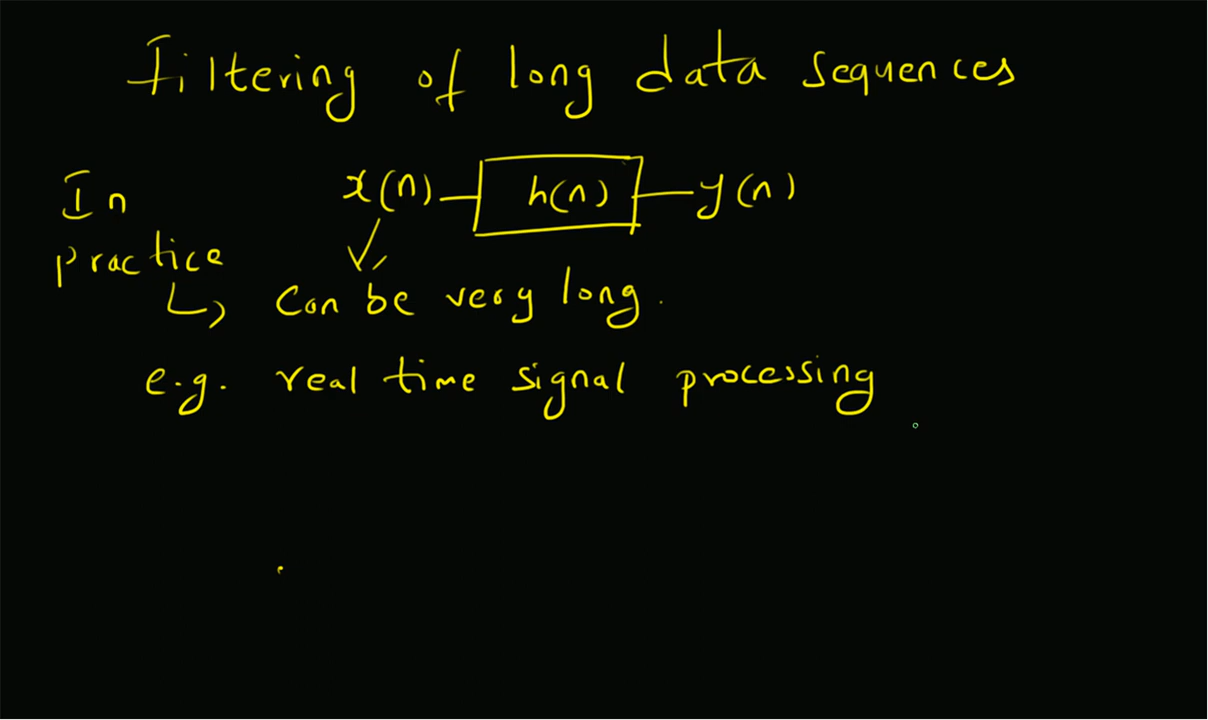 Filtering of long data sequences
x(n) h(n) y(n)
In
practice
Can be very long.
e.g. real time signal processing